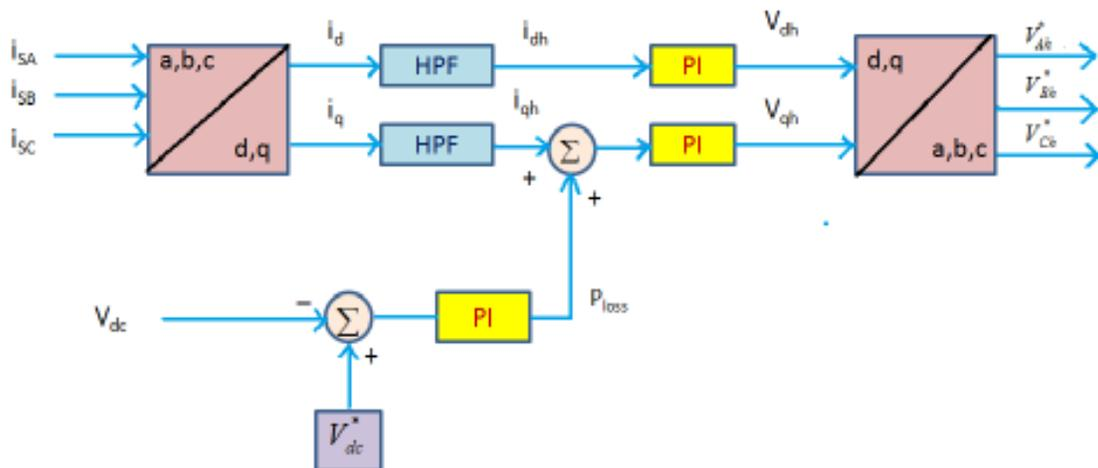 i_SA
i_SB
i_SC
a,b,c
d,q
i_d
i_q
HPF
HPF
i_dh
i_qh
Σ
+
+
PI
PI
V_dh
V_qh
d,q
a,b,c
V*_Ah
V*_Bh
V*_Ch
V_dc
−
Σ
+
PI
p_loss
V*_dc